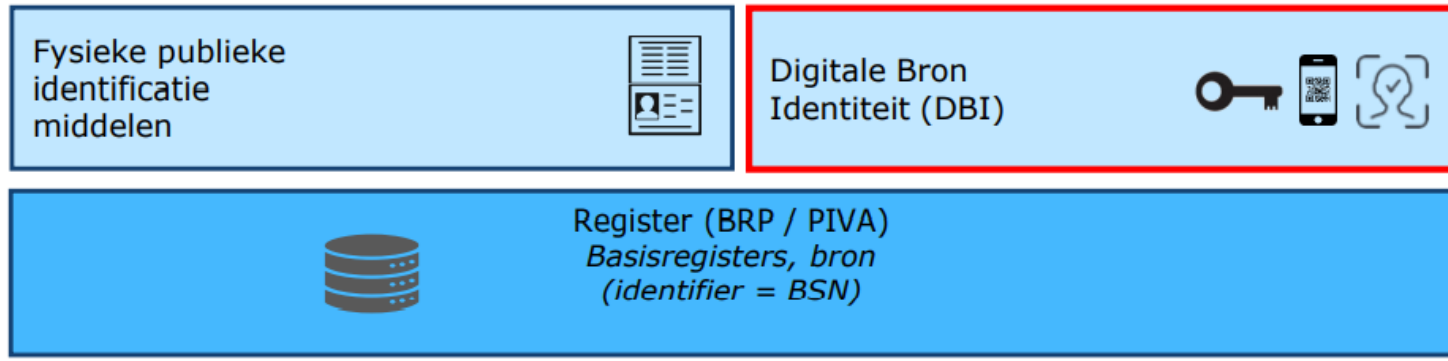 Fysieke publieke
identificatie
middelen
Digitale Bron
Identiteit (DBI)
Register (BRP / PIVA)
Basisregisters, bron
(identifier = BSN)